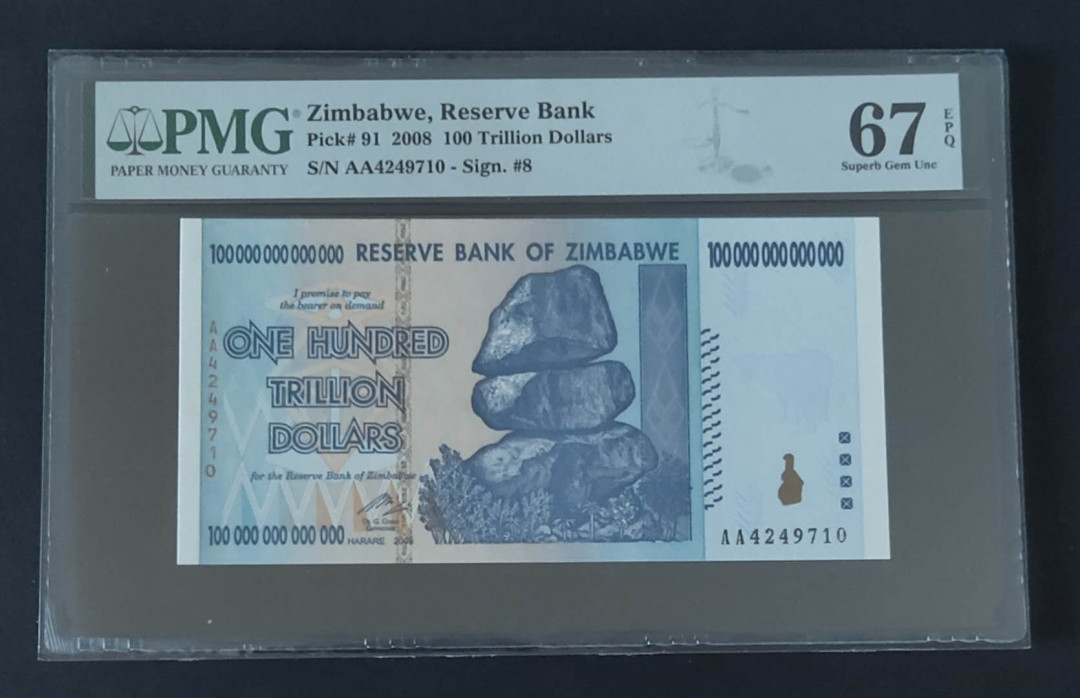 PMG®
PAPER MONEY GUARANTY
Zimbabwe, Reserve Bank
Pick# 91 2008 100 Trillion Dollars
S/N AA4249710 - Sign. #8
67
EPQ
Superb Gem Unc
100 000 000 000 000 RESERVE BANK OF ZIMBABWE 100 000 000 000 000
I promise to pay
the bearer on demand
ONE HUNDRED
TRILLION
DOLLARS
AA4249710
for the Reserve Bank of Zimbabwe
Dr. G. Gono
Governor
100 000 000 000 000 HARARE 2008
AA4249710